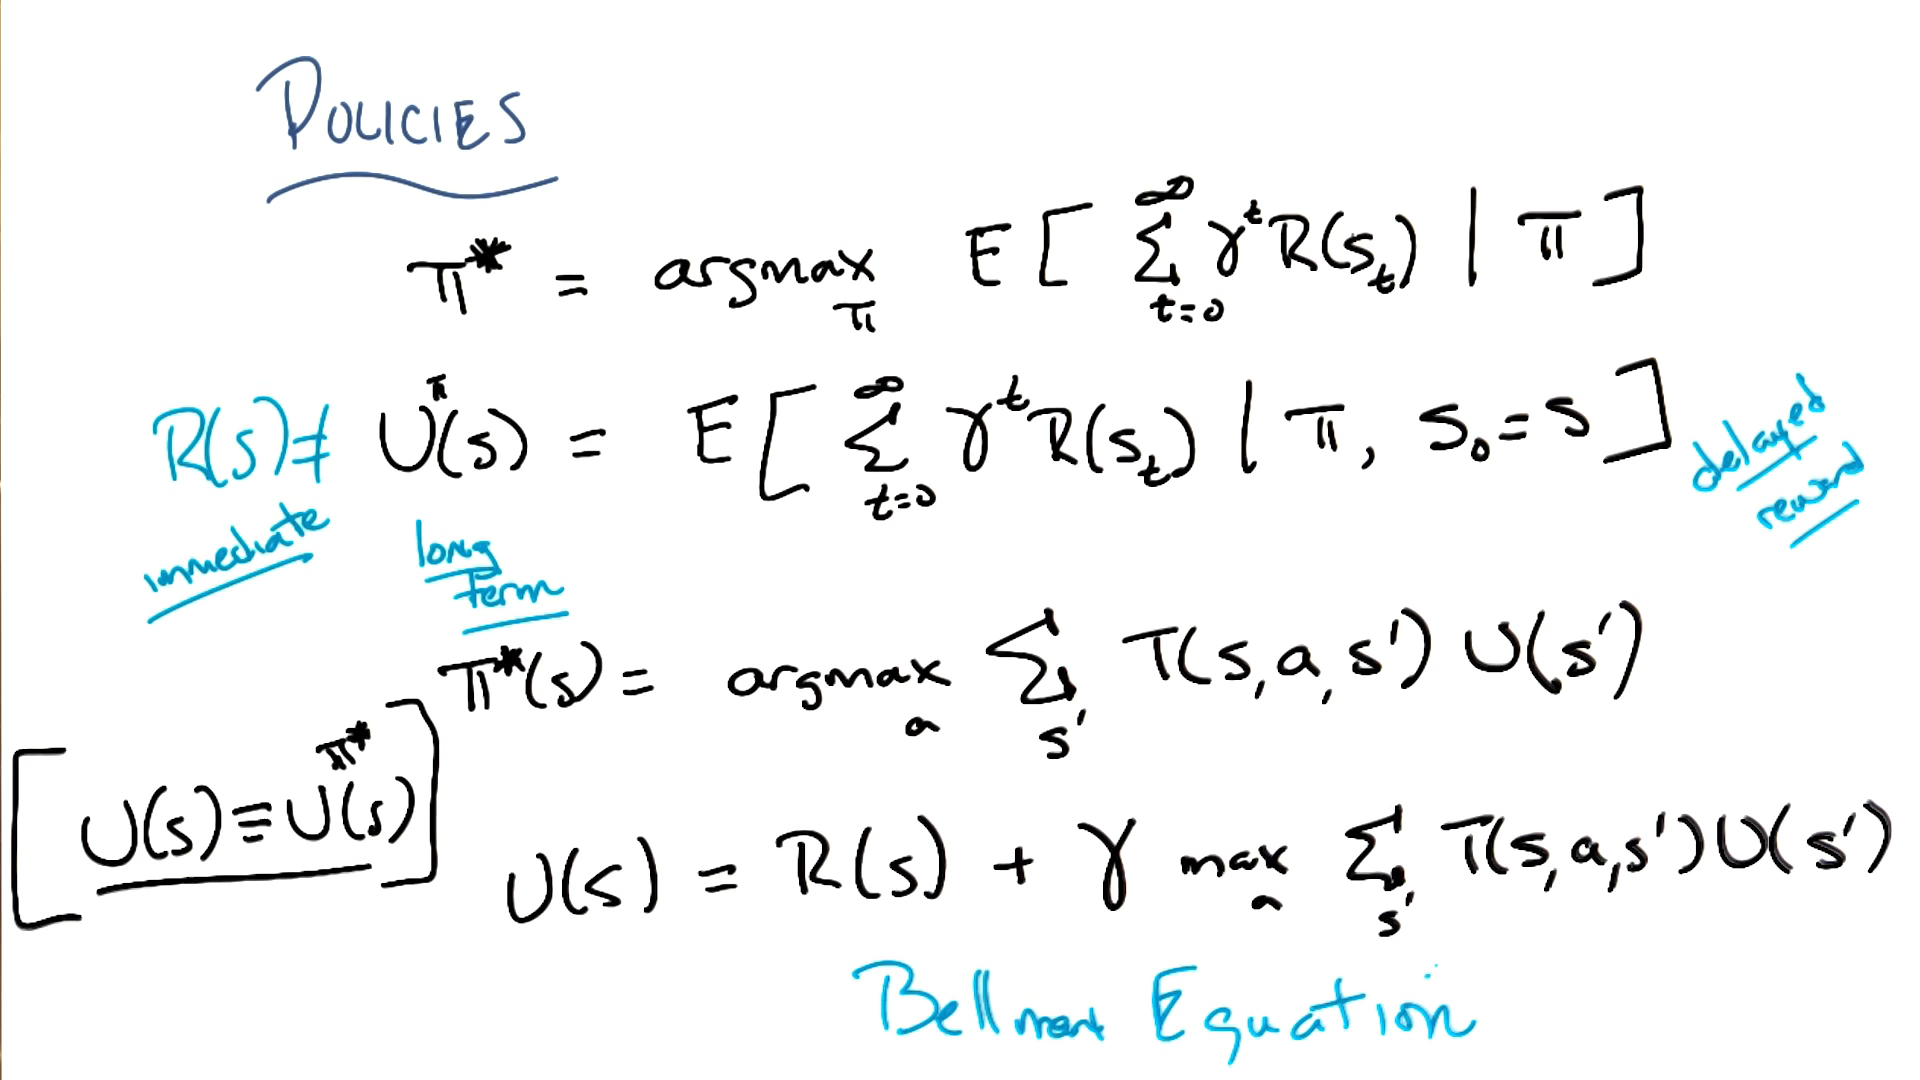 POLICIES
π* = argmax_π E[ Σ_{t=0}^{∞} γ^t R(s_t) | π ]
R(s) ≠ U^π(s) = E[ Σ_{t=0}^{∞} γ^t R(s_t) | π, s_0 = s ]
immediate
long
term
delayed
reward
π*(s) = argmax_a Σ_{s'} T(s,a,s') U(s')
[ U(s) ≡ U^{π*}(s) ]
U(s) = R(s) + γ max_a Σ_{s'} T(s,a,s') U(s')
Bellman Equation